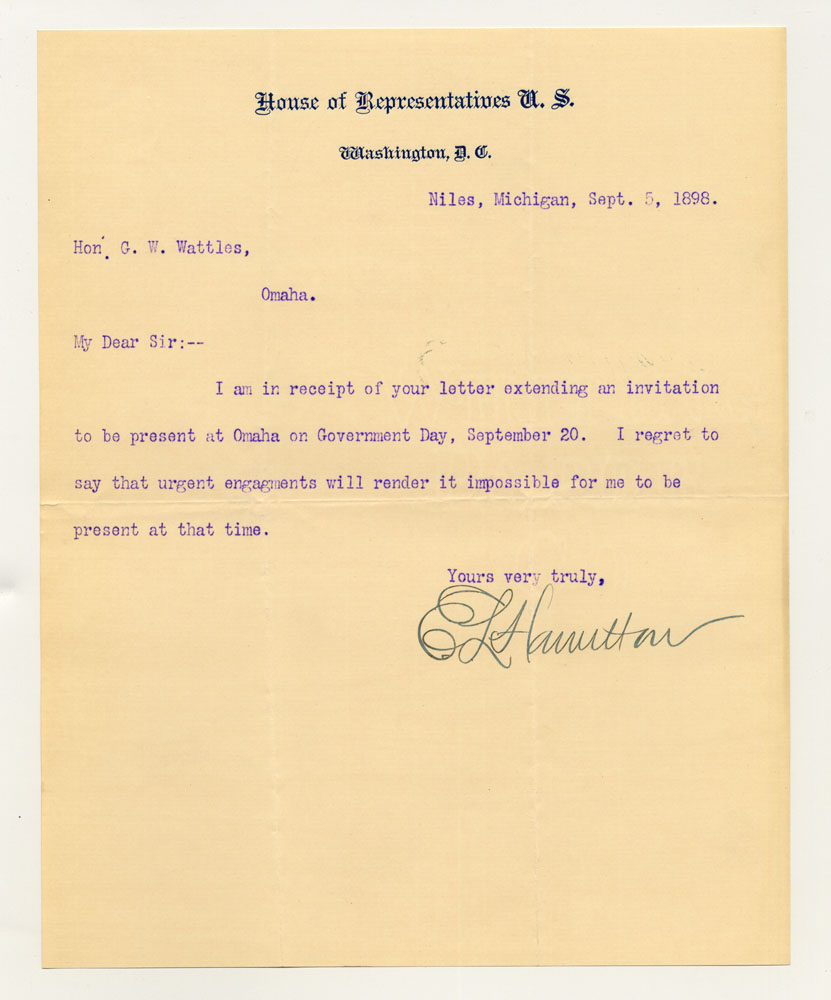 House of Representatives U. S.
Washington, D. C.
Niles, Michigan, Sept. 5, 1898.
Hon. G. W. Wattles,
Omaha.
My Dear Sir:--
I am in receipt of your letter extending an invitation
to be present at Omaha on Government Day, September 20. I regret to
say that urgent engagments will render it impossible for me to be
present at that time.
Yours very truly,
E L Hamilton